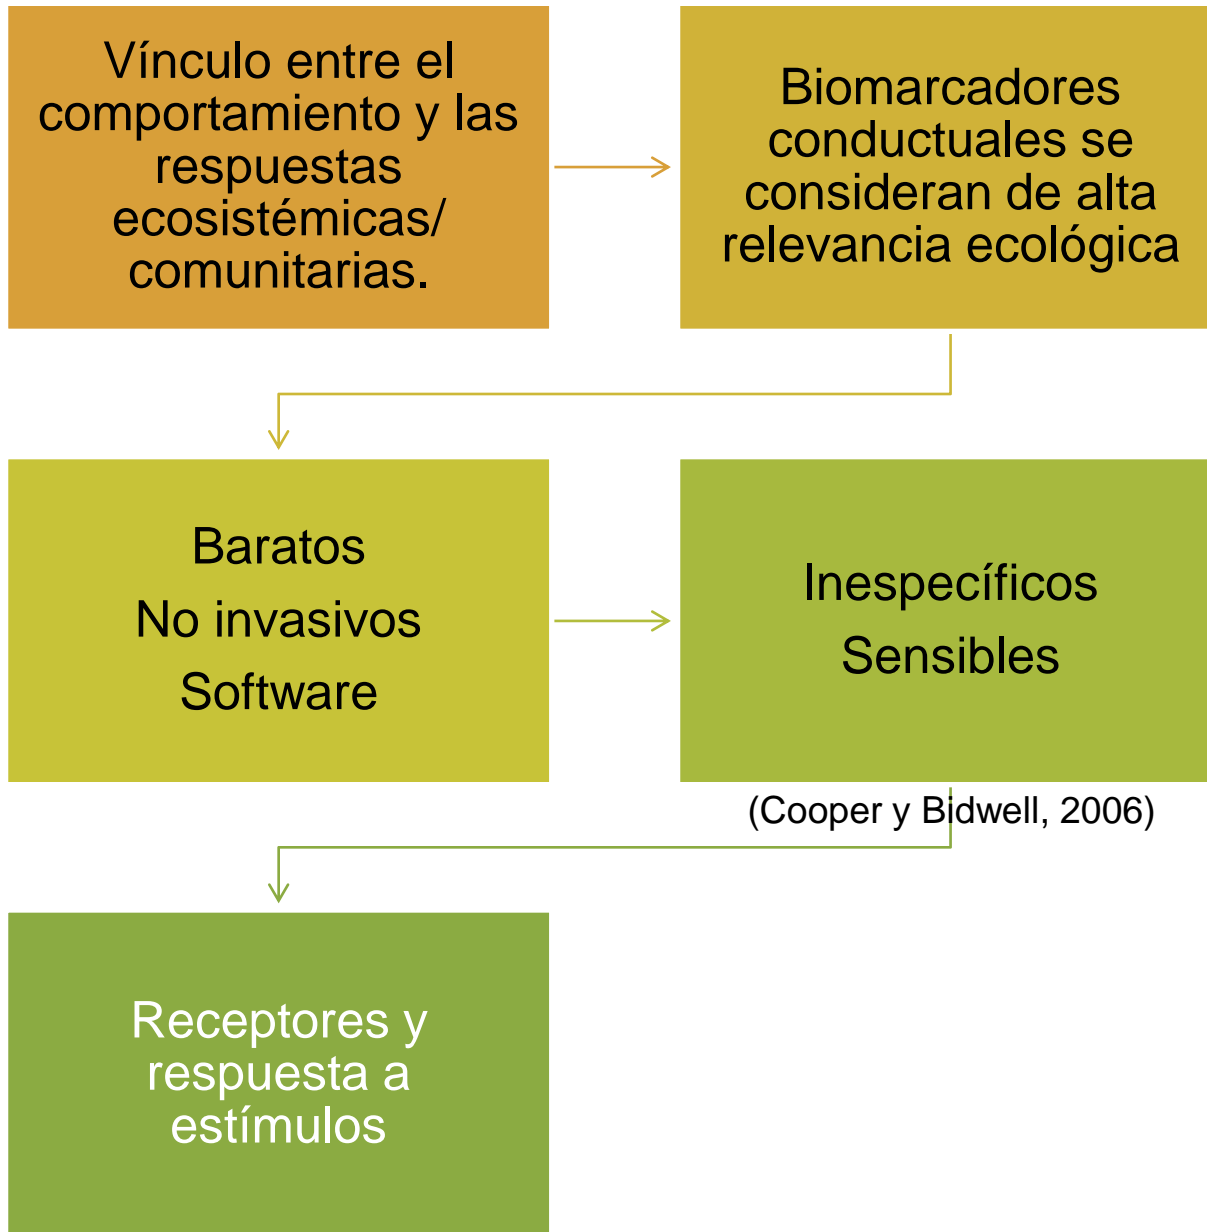 Vínculo entre el
comportamiento y las
respuestas
ecosistémicas/
comunitarias.
Biomarcadores
conductuales se
consideran de alta
relevancia ecológica
Baratos
No invasivos
Software
Inespecíficos
Sensibles
(Cooper y Bidwell, 2006)
Receptores y
respuesta a
estímulos